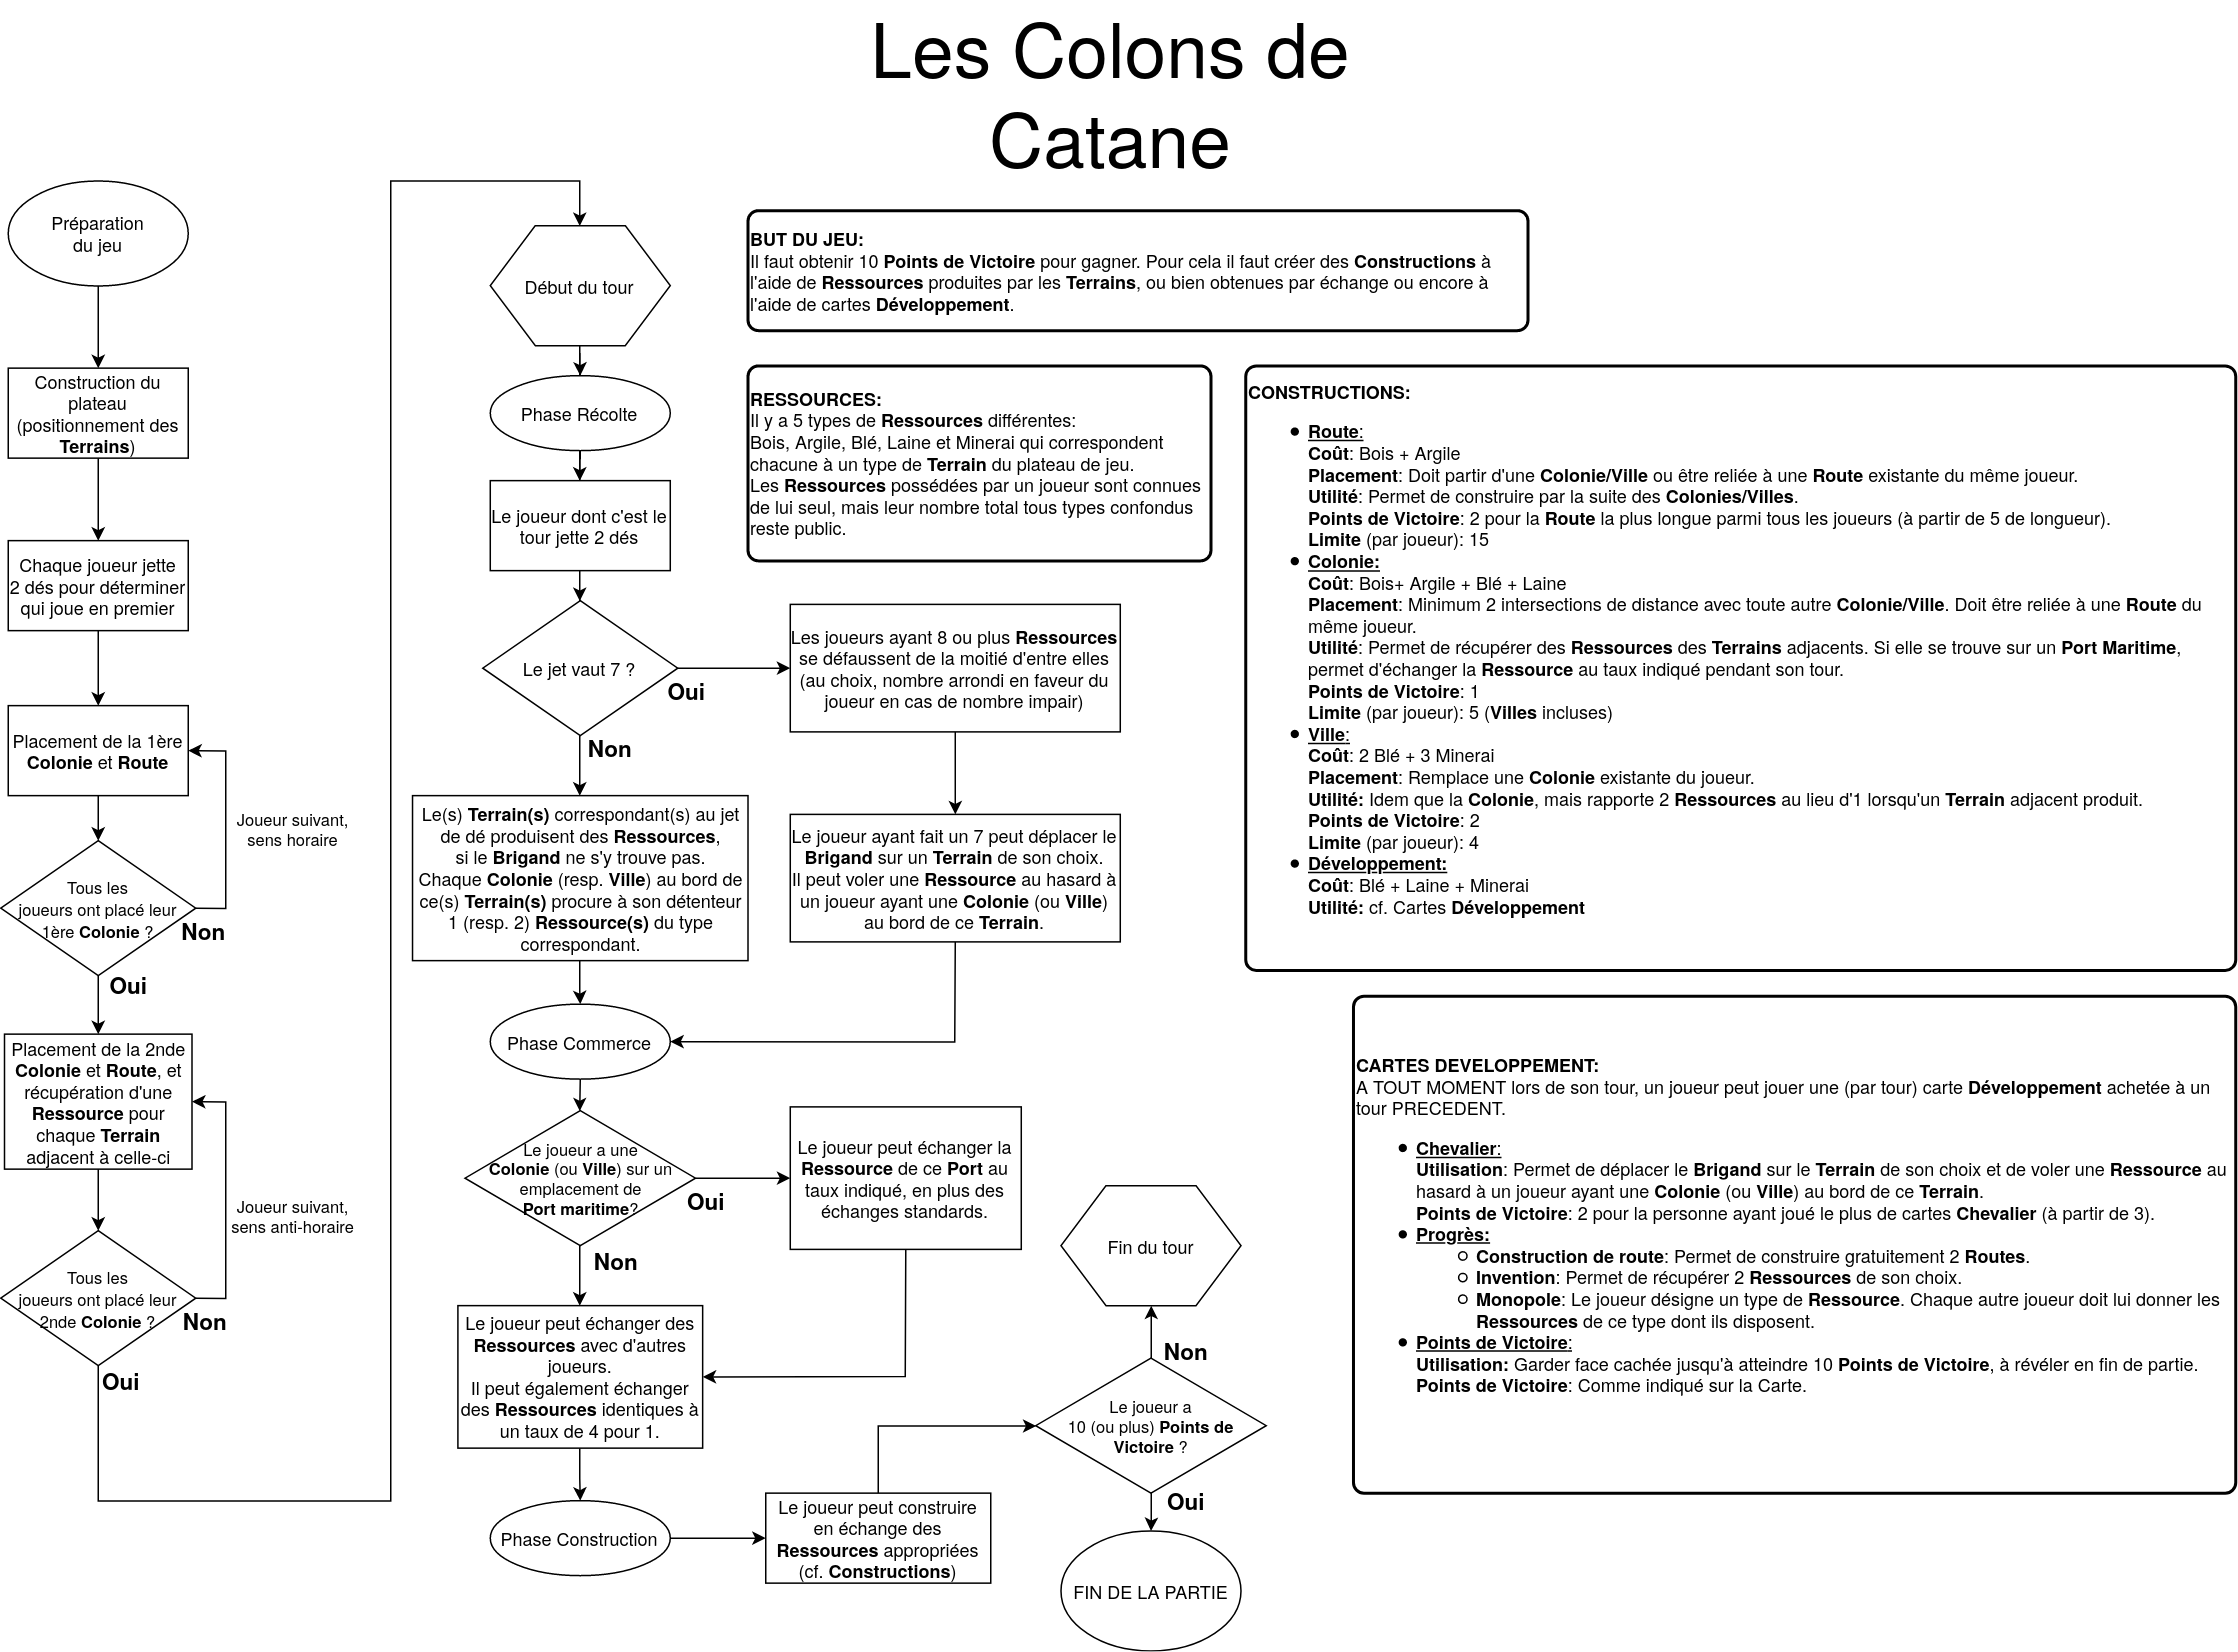 Les Colons de
Catane
Préparation
du jeu
Construction du
plateau
(positionnement des
Terrains)
Chaque joueur jette
2 dés pour déterminer
qui joue en premier
Placement de la 1ère
Colonie et Route
Joueur suivant,
sens horaire
Tous les
joueurs ont placé leur
1ère Colonie ?
Non
Oui
Placement de la 2nde
Colonie et Route, et
récupération d'une
Ressource pour
chaque Terrain
adjacent à celle-ci
Joueur suivant,
sens anti-horaire
Tous les
joueurs ont placé leur
2nde Colonie ?
Non
Oui
Début du tour
Phase Récolte
Le joueur dont c'est le
tour jette 2 dés
Le jet vaut 7 ?
Oui
Non
Les joueurs ayant 8 ou plus Ressources
se défaussent de la moitié d'entre elles
(au choix, nombre arrondi en faveur du
joueur en cas de nombre impair)
Le(s) Terrain(s) correspondant(s) au jet
de dé produisent des Ressources,
si le Brigand ne s'y trouve pas.
Chaque Colonie (resp. Ville) au bord de
ce(s) Terrain(s) procure à son détenteur
1 (resp. 2) Ressource(s) du type
correspondant.
Le joueur ayant fait un 7 peut déplacer le
Brigand sur un Terrain de son choix.
Il peut voler une Ressource au hasard à
un joueur ayant une Colonie (ou Ville)
au bord de ce Terrain.
Phase Commerce
Le joueur a une
Colonie (ou Ville) sur un
emplacement de
Port maritime?
Oui
Non
Le joueur peut échanger la
Ressource de ce Port au
taux indiqué, en plus des
échanges standards.
Le joueur peut échanger des
Ressources avec d'autres
joueurs.
Il peut également échanger
des Ressources identiques à
un taux de 4 pour 1.
Phase Construction
Le joueur peut construire
en échange des
Ressources appropriées
(cf. Constructions)
Fin du tour
Non
Le joueur a
10 (ou plus) Points de
Victoire ?
Oui
FIN DE LA PARTIE
BUT DU JEU:
Il faut obtenir 10 Points de Victoire pour gagner. Pour cela il faut créer des Constructions à
l'aide de Ressources produites par les Terrains, ou bien obtenues par échange ou encore à
l'aide de cartes Développement.
RESSOURCES:
Il y a 5 types de Ressources différentes:
Bois, Argile, Blé, Laine et Minerai qui correspondent
chacune à un type de Terrain du plateau de jeu.
Les Ressources possédées par un joueur sont connues
de lui seul, mais leur nombre total tous types confondus
reste public.
CONSTRUCTIONS:
Route:
Coût: Bois + Argile
Placement: Doit partir d'une Colonie/Ville ou être reliée à une Route existante du même joueur.
Utilité: Permet de construire par la suite des Colonies/Villes.
Points de Victoire: 2 pour la Route la plus longue parmi tous les joueurs (à partir de 5 de longueur).
Limite (par joueur): 15
Colonie:
Coût: Bois+ Argile + Blé + Laine
Placement: Minimum 2 intersections de distance avec toute autre Colonie/Ville. Doit être reliée à une Route du
même joueur.
Utilité: Permet de récupérer des Ressources des Terrains adjacents. Si elle se trouve sur un Port Maritime,
permet d'échanger la Ressource au taux indiqué pendant son tour.
Points de Victoire: 1
Limite (par joueur): 5 (Villes incluses)
Ville:
Coût: 2 Blé + 3 Minerai
Placement: Remplace une Colonie existante du joueur.
Utilité: Idem que la Colonie, mais rapporte 2 Ressources au lieu d'1 lorsqu'un Terrain adjacent produit.
Points de Victoire: 2
Limite (par joueur): 4
Développement:
Coût: Blé + Laine + Minerai
Utilité: cf. Cartes Développement
CARTES DEVELOPPEMENT:
A TOUT MOMENT lors de son tour, un joueur peut jouer une (par tour) carte Développement achetée à un
tour PRECEDENT.
Chevalier:
Utilisation: Permet de déplacer le Brigand sur le Terrain de son choix et de voler une Ressource au
hasard à un joueur ayant une Colonie (ou Ville) au bord de ce Terrain.
Points de Victoire: 2 pour la personne ayant joué le plus de cartes Chevalier (à partir de 3).
Progrès:
Construction de route: Permet de construire gratuitement 2 Routes.
Invention: Permet de récupérer 2 Ressources de son choix.
Monopole: Le joueur désigne un type de Ressource. Chaque autre joueur doit lui donner les
Ressources de ce type dont ils disposent.
Points de Victoire:
Utilisation: Garder face cachée jusqu'à atteindre 10 Points de Victoire, à révéler en fin de partie.
Points de Victoire: Comme indiqué sur la Carte.